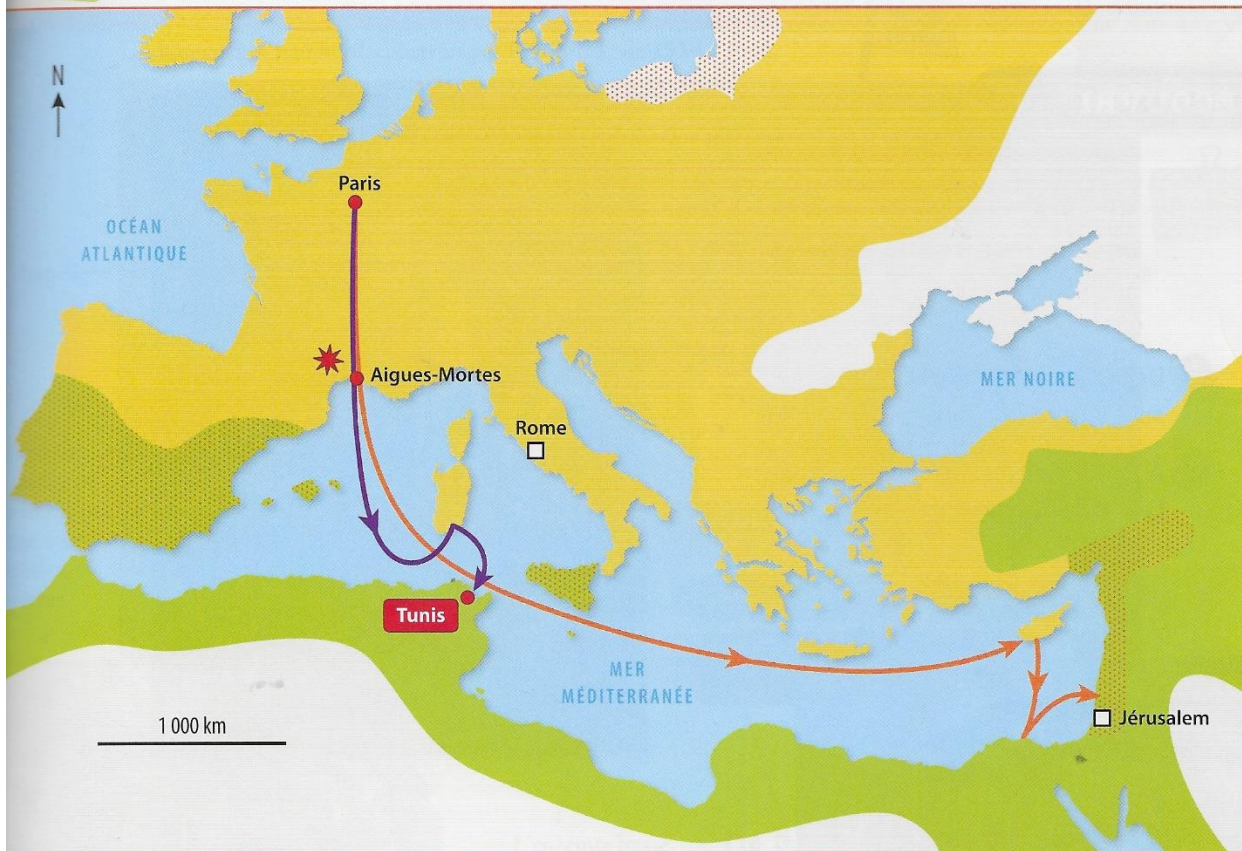 N
Paris
OCÉAN
ATLANTIQUE
Aigues-Mortes
MER NOIRE
Rome
Tunis
MER
MÉDITERRANÉE
Jérusalem
1 000 km